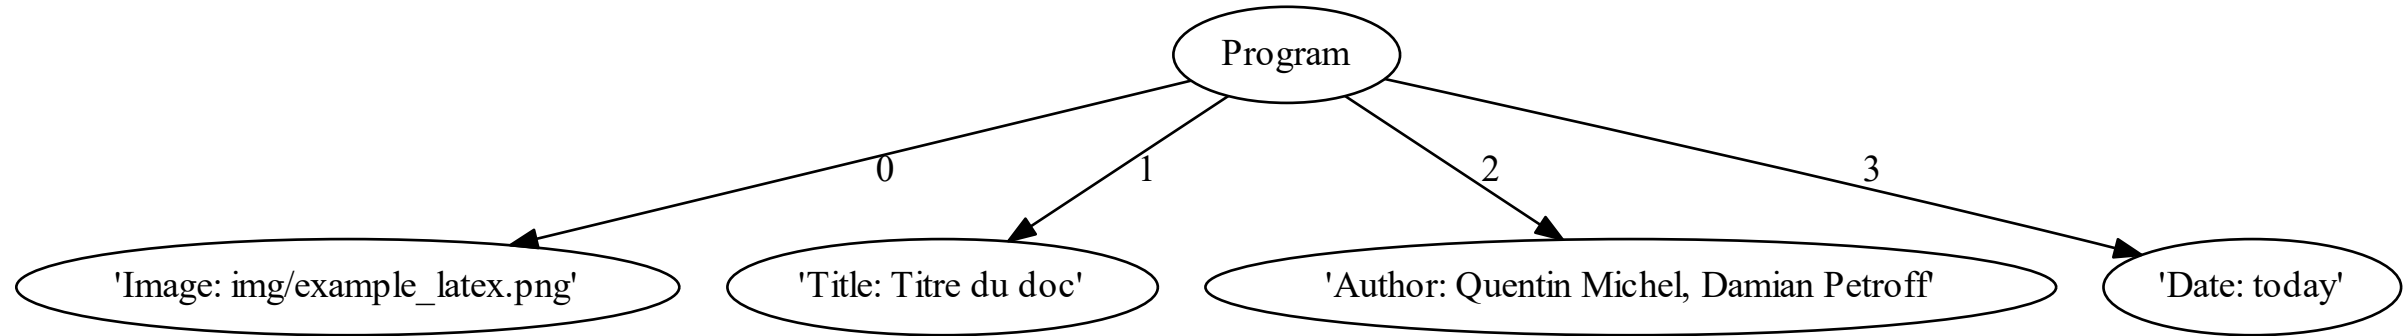 Program
0
1
2
3
'Image: img/example_latex.png'
'Title: Titre du doc'
'Author: Quentin Michel, Damian Petroff'
'Date: today'